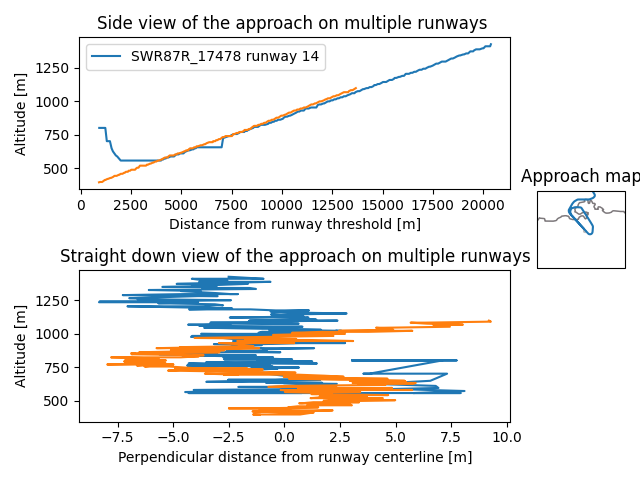 Side view of the approach on multiple runways
SWR87R_17478 runway 14
Altitude [m]
1250
1000
750
500
0 2500 5000 7500 10000 12500 15000 17500 20000
Distance from runway threshold [m]
Approach map
Straight down view of the approach on multiple runways
Altitude [m]
1250
1000
750
500
−7.5 −5.0 −2.5 0.0 2.5 5.0 7.5 10.0
Perpendicular distance from runway centerline [m]